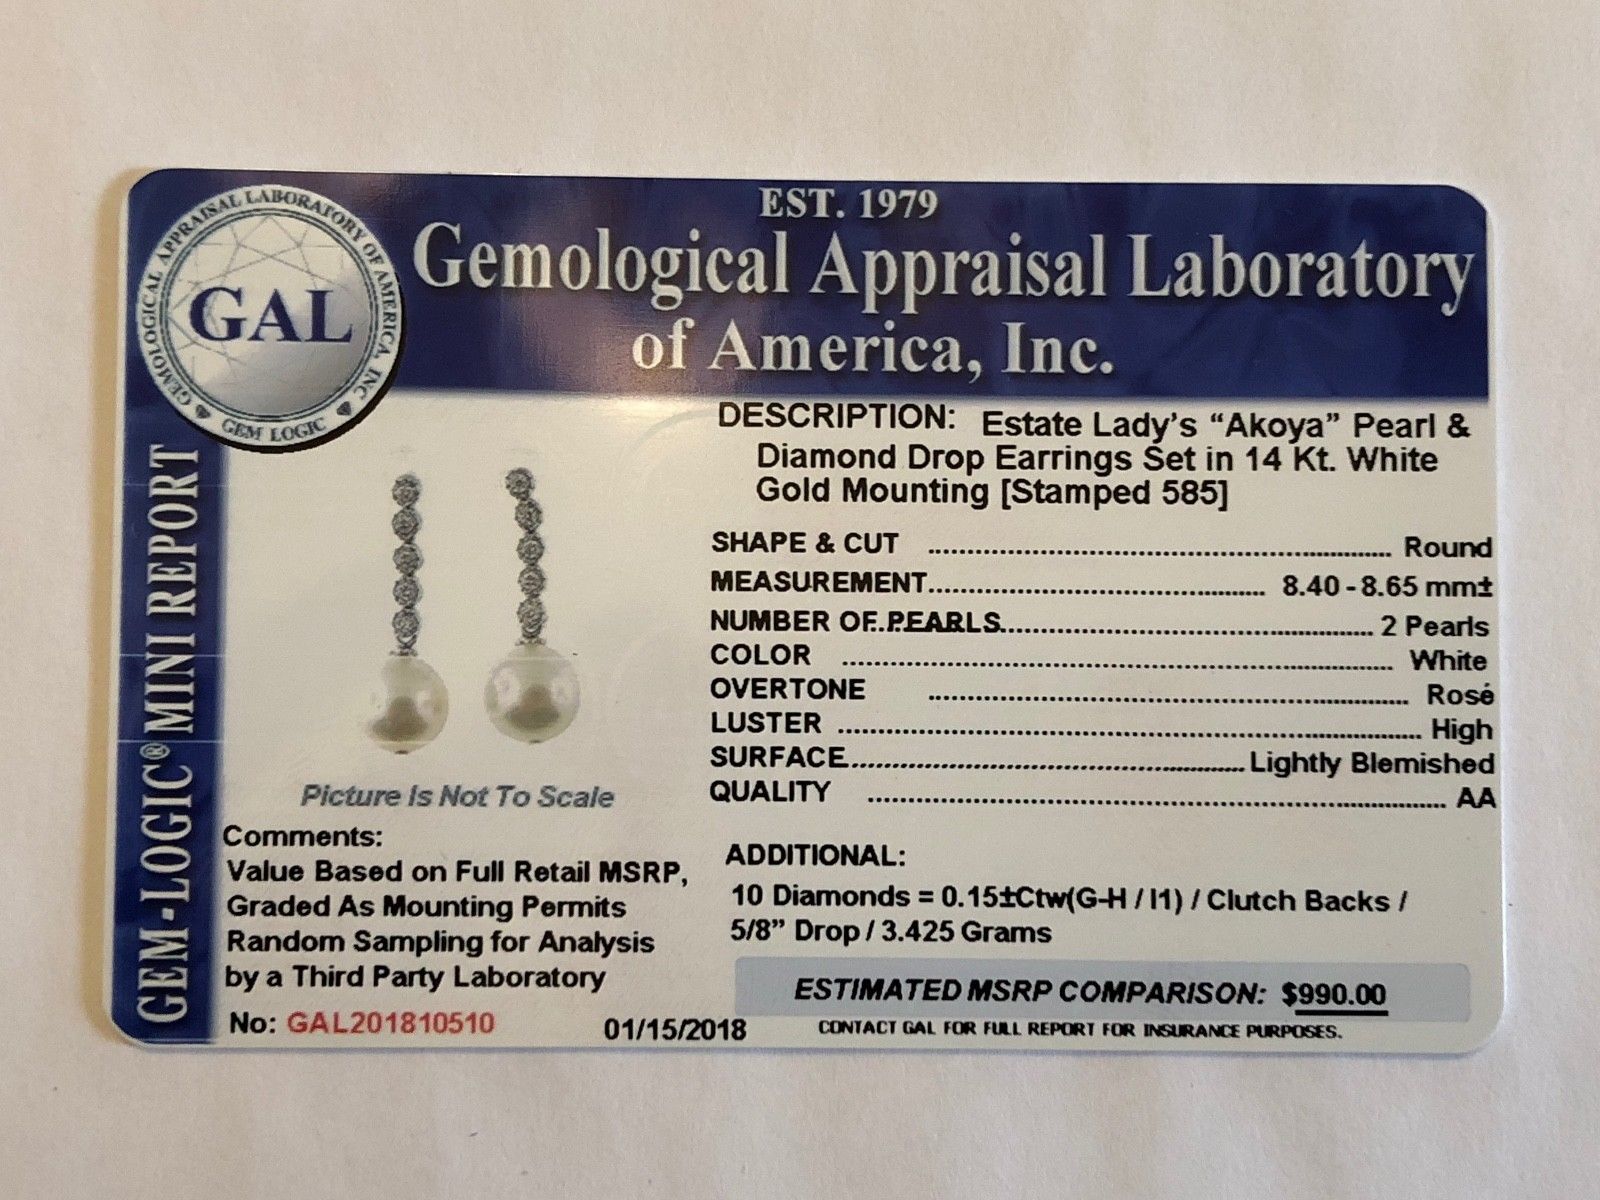 EST. 1979
Gemological Appraisal Laboratory
of America, Inc.
GEMOLOGICAL APPRAISAL LABORATORY OF AMERICA, INC
GAL
GEM LOGIC
GEM-LOGIC® MINI REPORT
DESCRIPTION: Estate Lady's “Akoya” Pearl &
Diamond Drop Earrings Set in 14 Kt. White
Gold Mounting [Stamped 585]
SHAPE & CUT ........ Round
MEASUREMENT........ 8.40 - 8.65 mm±
NUMBER OF PEARLS........ 2 Pearls
COLOR ........ White
OVERTONE ........ Rosé
LUSTER ........ High
SURFACE........ Lightly Blemished
QUALITY ........ AA
Picture Is Not To Scale
Comments:
Value Based on Full Retail MSRP,
Graded As Mounting Permits
Random Sampling for Analysis
by a Third Party Laboratory
No: GAL201810510 01/15/2018
ADDITIONAL:
10 Diamonds = 0.15±Ctw(G-H / I1) / Clutch Backs /
5/8” Drop / 3.425 Grams
ESTIMATED MSRP COMPARISON: $990.00
CONTACT GAL FOR FULL REPORT FOR INSURANCE PURPOSES.